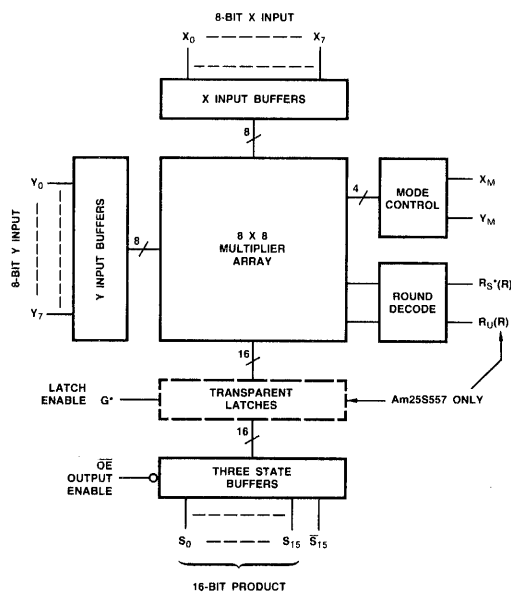 8-BIT X INPUT
X0 X7
X INPUT BUFFERS
8
8-BIT Y INPUT
Y0
Y7
Y INPUT BUFFERS
8
8 X 8
MULTIPLIER
ARRAY
4
MODE
CONTROL
XM
YM
ROUND
DECODE
RS*(R)
RU(R)
16
LATCH
ENABLE G*
TRANSPARENT
LATCHES
Am25S557 ONLY
16
O̅E̅
OUTPUT
ENABLE
THREE STATE
BUFFERS
S0 S15 S̅15
16-BIT PRODUCT